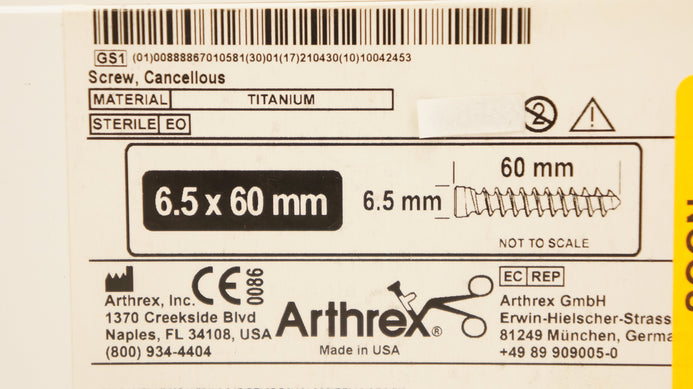 GS1 (01)00888867010581(30)01(17)210430(10)10042453
Screw, Cancellous
MATERIAL TITANIUM
STERILE EO
2
60 mm
6.5 x 60 mm 6.5 mm
NOT TO SCALE
CE 0086
Arthrex, Inc.
1370 Creekside Blvd
Naples, FL 34108, USA
(800) 934-4404
Arthrex®
Made in USA
EC REP
Arthrex GmbH
Erwin-Hielscher-Strass
81249 München, Germa
+49 89 909005-0